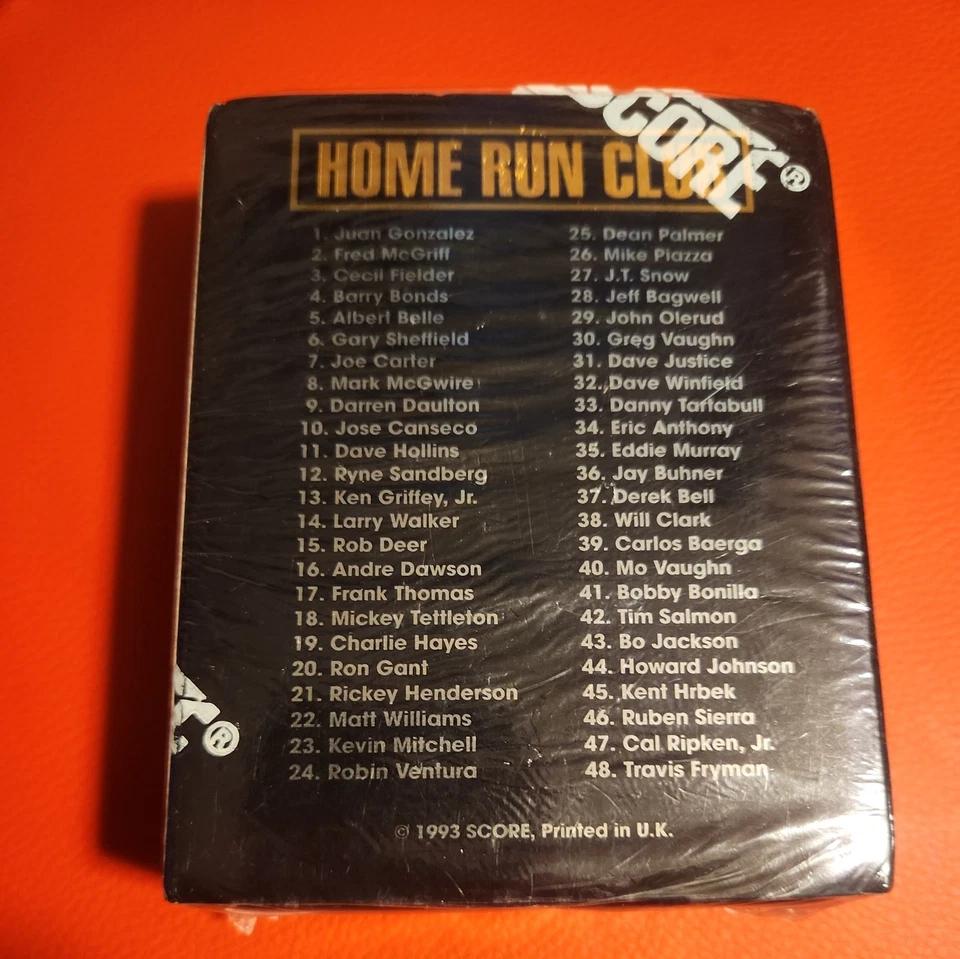 SCORE®
HOME RUN CLUB
1. Juan Gonzalez
2. Fred McGriff
3. Cecil Fielder
4. Barry Bonds
5. Albert Belle
6. Gary Sheffield
7. Joe Carter
8. Mark McGwire
9. Darren Daulton
10. Jose Canseco
11. Dave Hollins
12. Ryne Sandberg
13. Ken Griffey, Jr.
14. Larry Walker
15. Rob Deer
16. Andre Dawson
17. Frank Thomas
18. Mickey Tettleton
19. Charlie Hayes
20. Ron Gant
21. Rickey Henderson
22. Matt Williams
23. Kevin Mitchell
24. Robin Ventura
25. Dean Palmer
26. Mike Piazza
27. J.T. Snow
28. Jeff Bagwell
29. John Olerud
30. Greg Vaughn
31. Dave Justice
32. Dave Winfield
33. Danny Tartabull
34. Eric Anthony
35. Eddie Murray
36. Jay Buhner
37. Derek Bell
38. Will Clark
39. Carlos Baerga
40. Mo Vaughn
41. Bobby Bonilla
42. Tim Salmon
43. Bo Jackson
44. Howard Johnson
45. Kent Hrbek
46. Ruben Sierra
47. Cal Ripken, Jr.
48. Travis Fryman
® 
© 1993 SCORE, Printed in U.K.